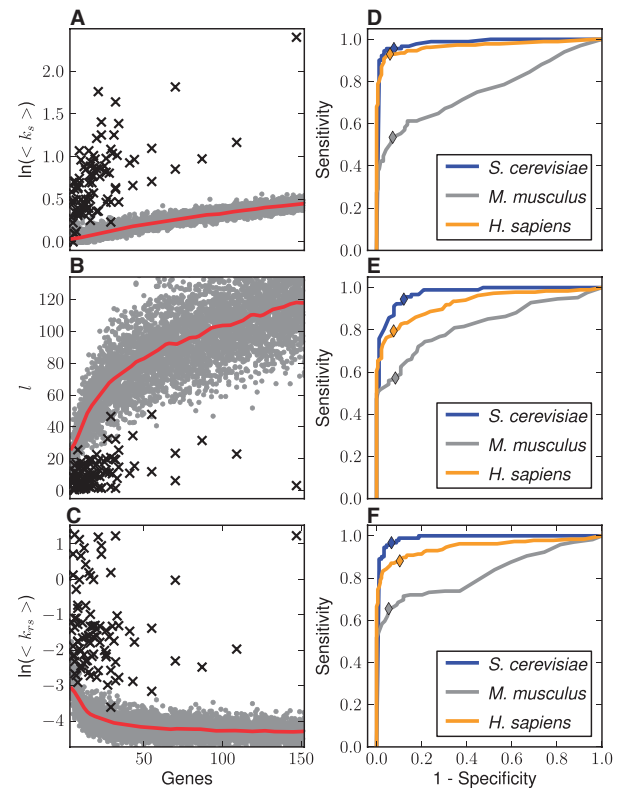 A
ln(< k_s >)
2.0
1.5
1.0
0.5
0.0
B
l
120
100
80
60
40
20
0
C
ln(< k_rs >)
1
0
−1
−2
−3
−4
50
100
150
Genes
D
Sensitivity
1.0
0.8
0.6
0.4
0.2
0.0
S. cerevisiae
M. musculus
H. sapiens
E
Sensitivity
1.0
0.8
0.6
0.4
0.2
0.0
S. cerevisiae
M. musculus
H. sapiens
F
Sensitivity
1.0
0.8
0.6
0.4
0.2
0.0
S. cerevisiae
M. musculus
H. sapiens
0.0
0.2
0.4
0.6
0.8
1.0
1 - Specificity